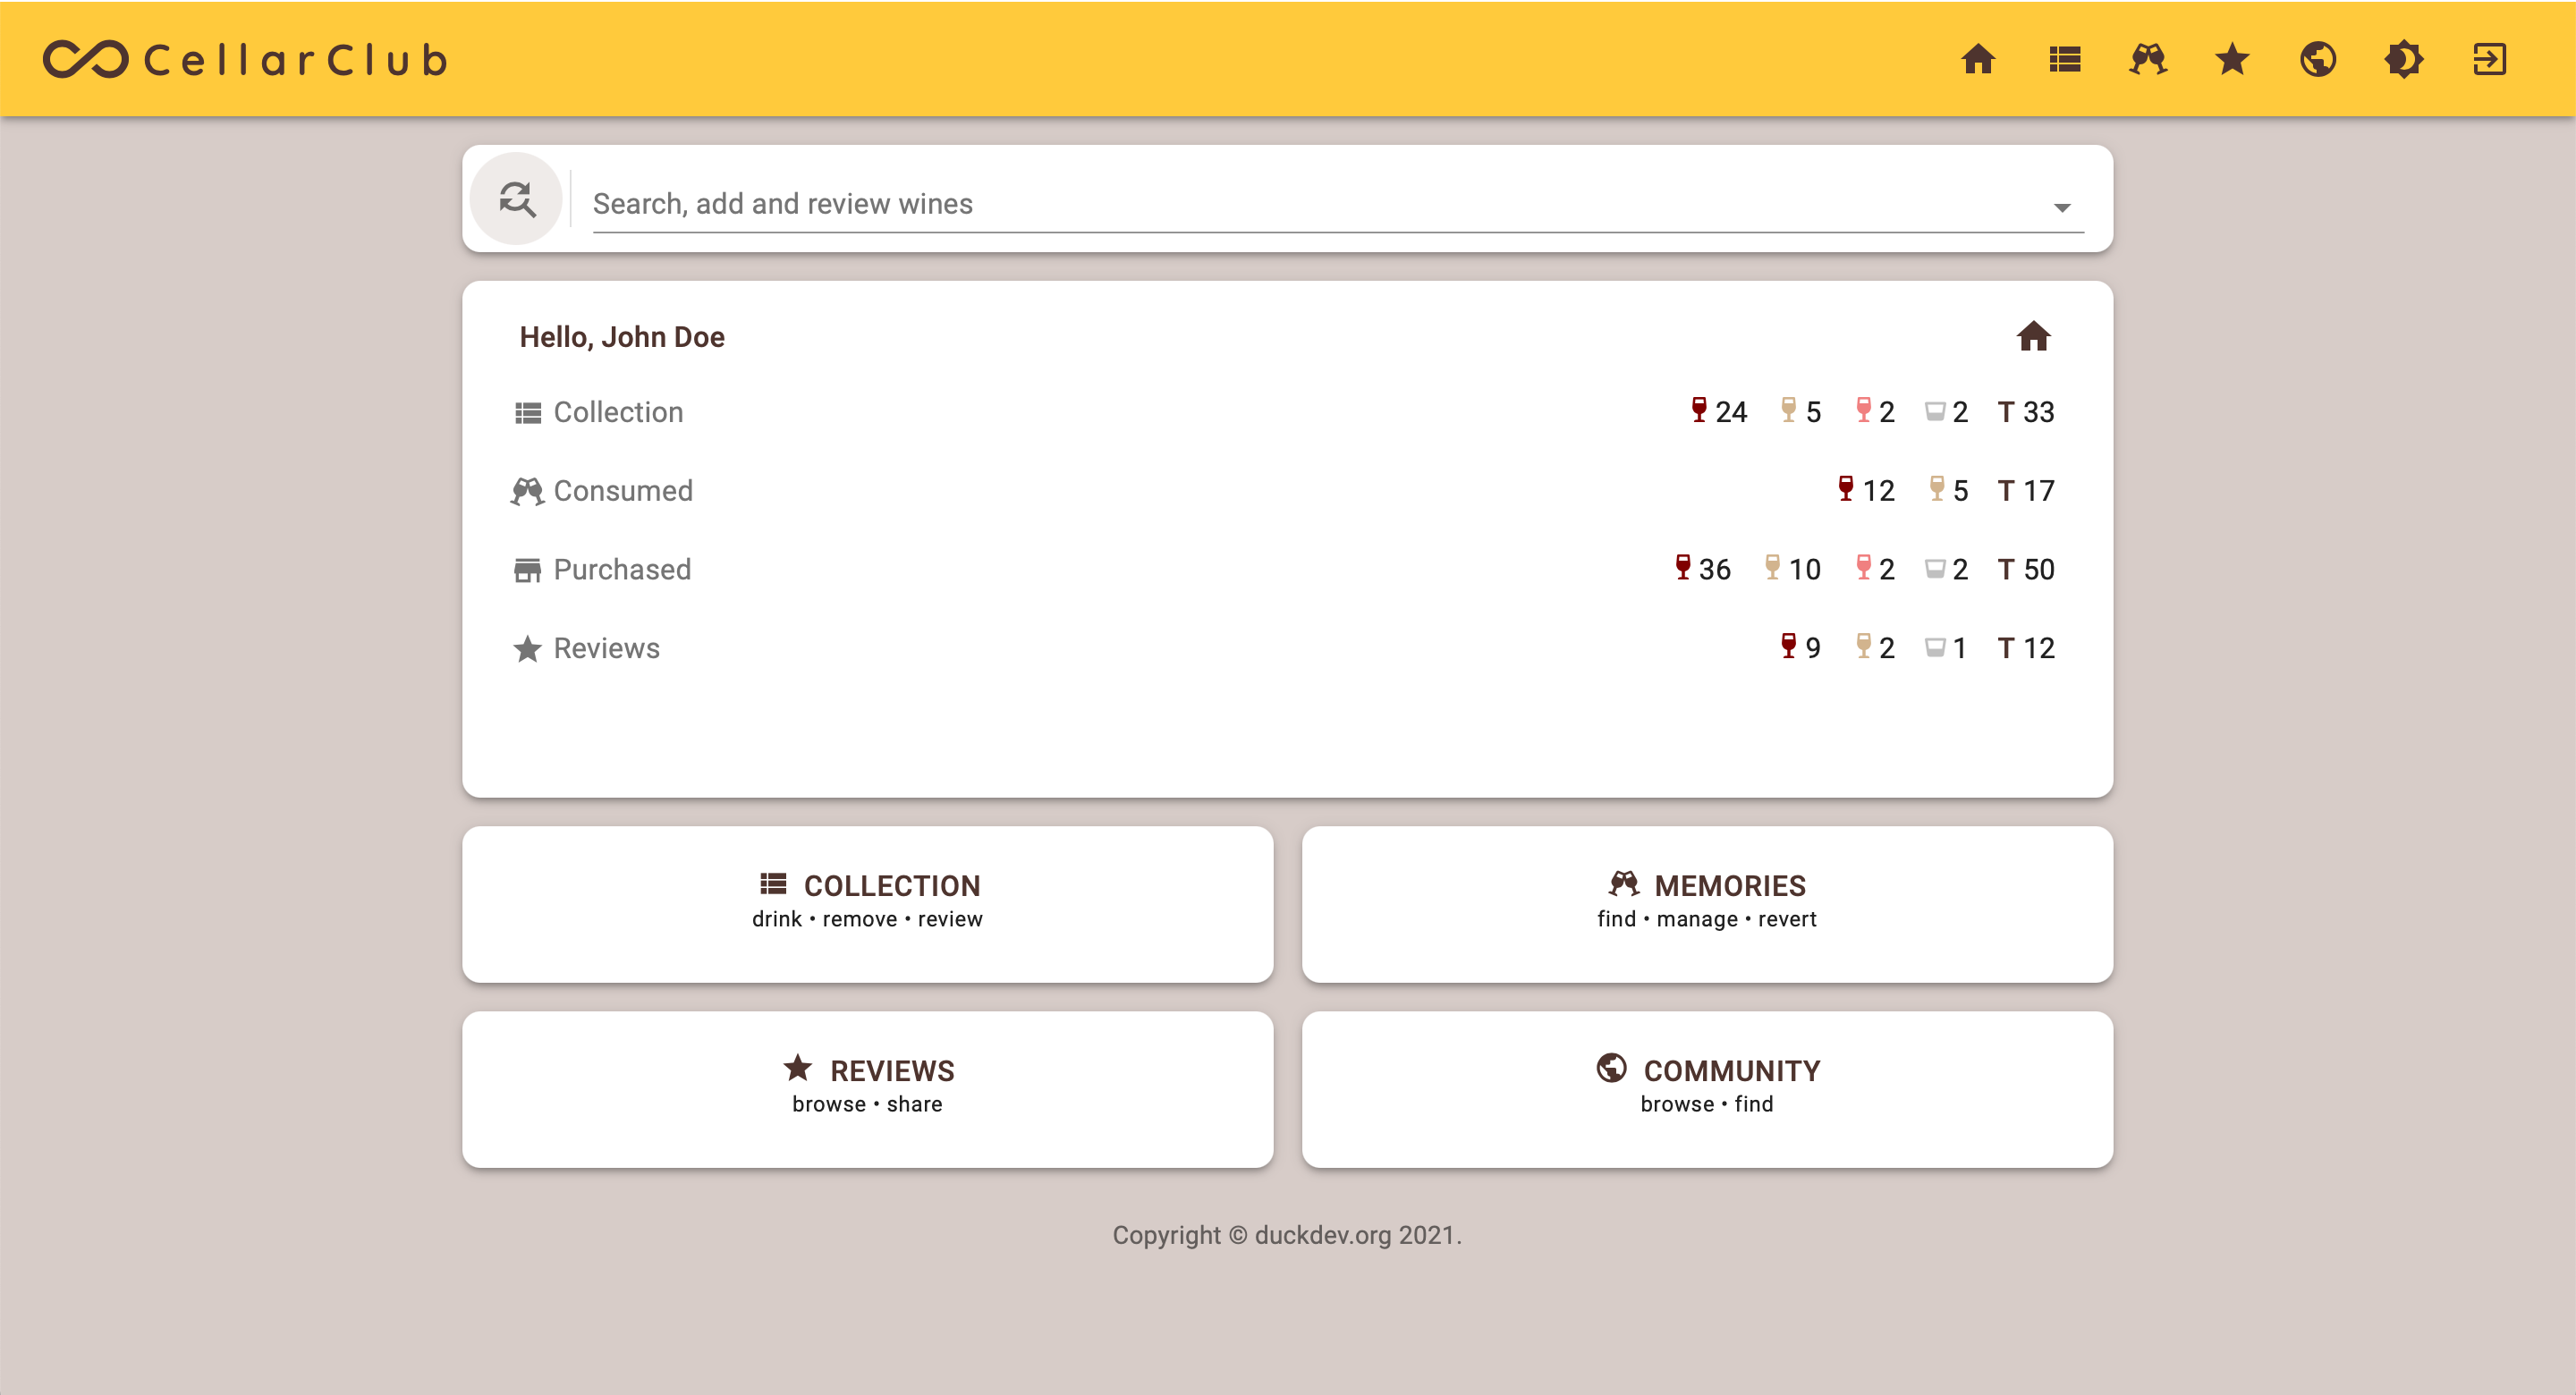 CellarClub
Search, add and review wines
Hello, John Doe
Collection 24 5 2 2 T 33
Consumed 12 5 T 17
Purchased 36 10 2 2 T 50
Reviews 9 2 1 T 12
COLLECTION
drink • remove • review
MEMORIES
find • manage • revert
REVIEWS
browse • share
COMMUNITY
browse • find
Copyright © duckdev.org 2021.